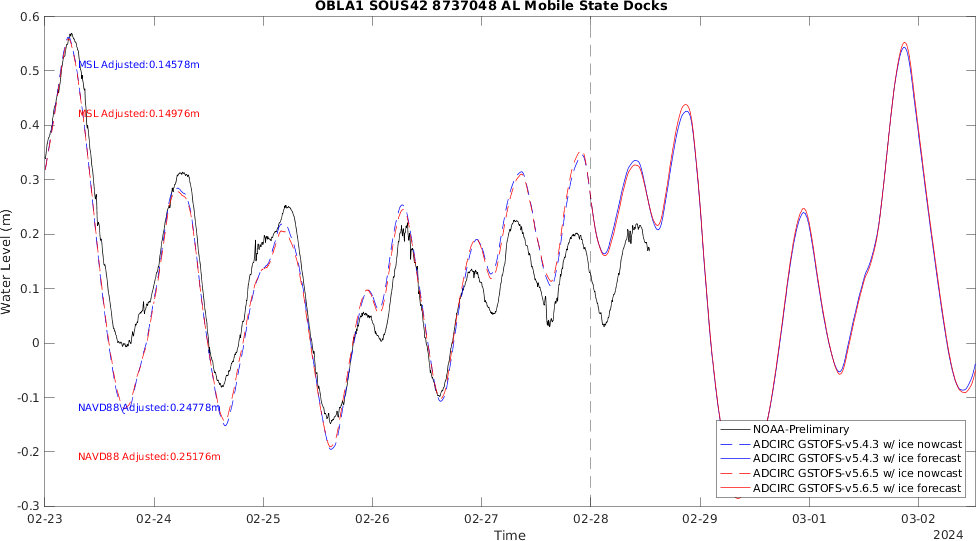 OBLA1 SOUS42 8737048 AL Mobile State Docks
0.6
0.5
0.4
0.3
0.2
0.1
0
-0.1
-0.2
-0.3
Water Level (m)
MSL Adjusted:0.14578m
MSL Adjusted:0.14976m
NAVD88 Adjusted:0.24778m
NAVD88 Adjusted:0.25176m
NOAA-Preliminary
ADCIRC GSTOFS-v5.4.3 w/ ice nowcast
ADCIRC GSTOFS-v5.4.3 w/ ice forecast
ADCIRC GSTOFS-v5.6.5 w/ ice nowcast
ADCIRC GSTOFS-v5.6.5 w/ ice forecast
02-23 02-24 02-25 02-26 02-27 02-28 02-29 03-01 03-02
Time
2024